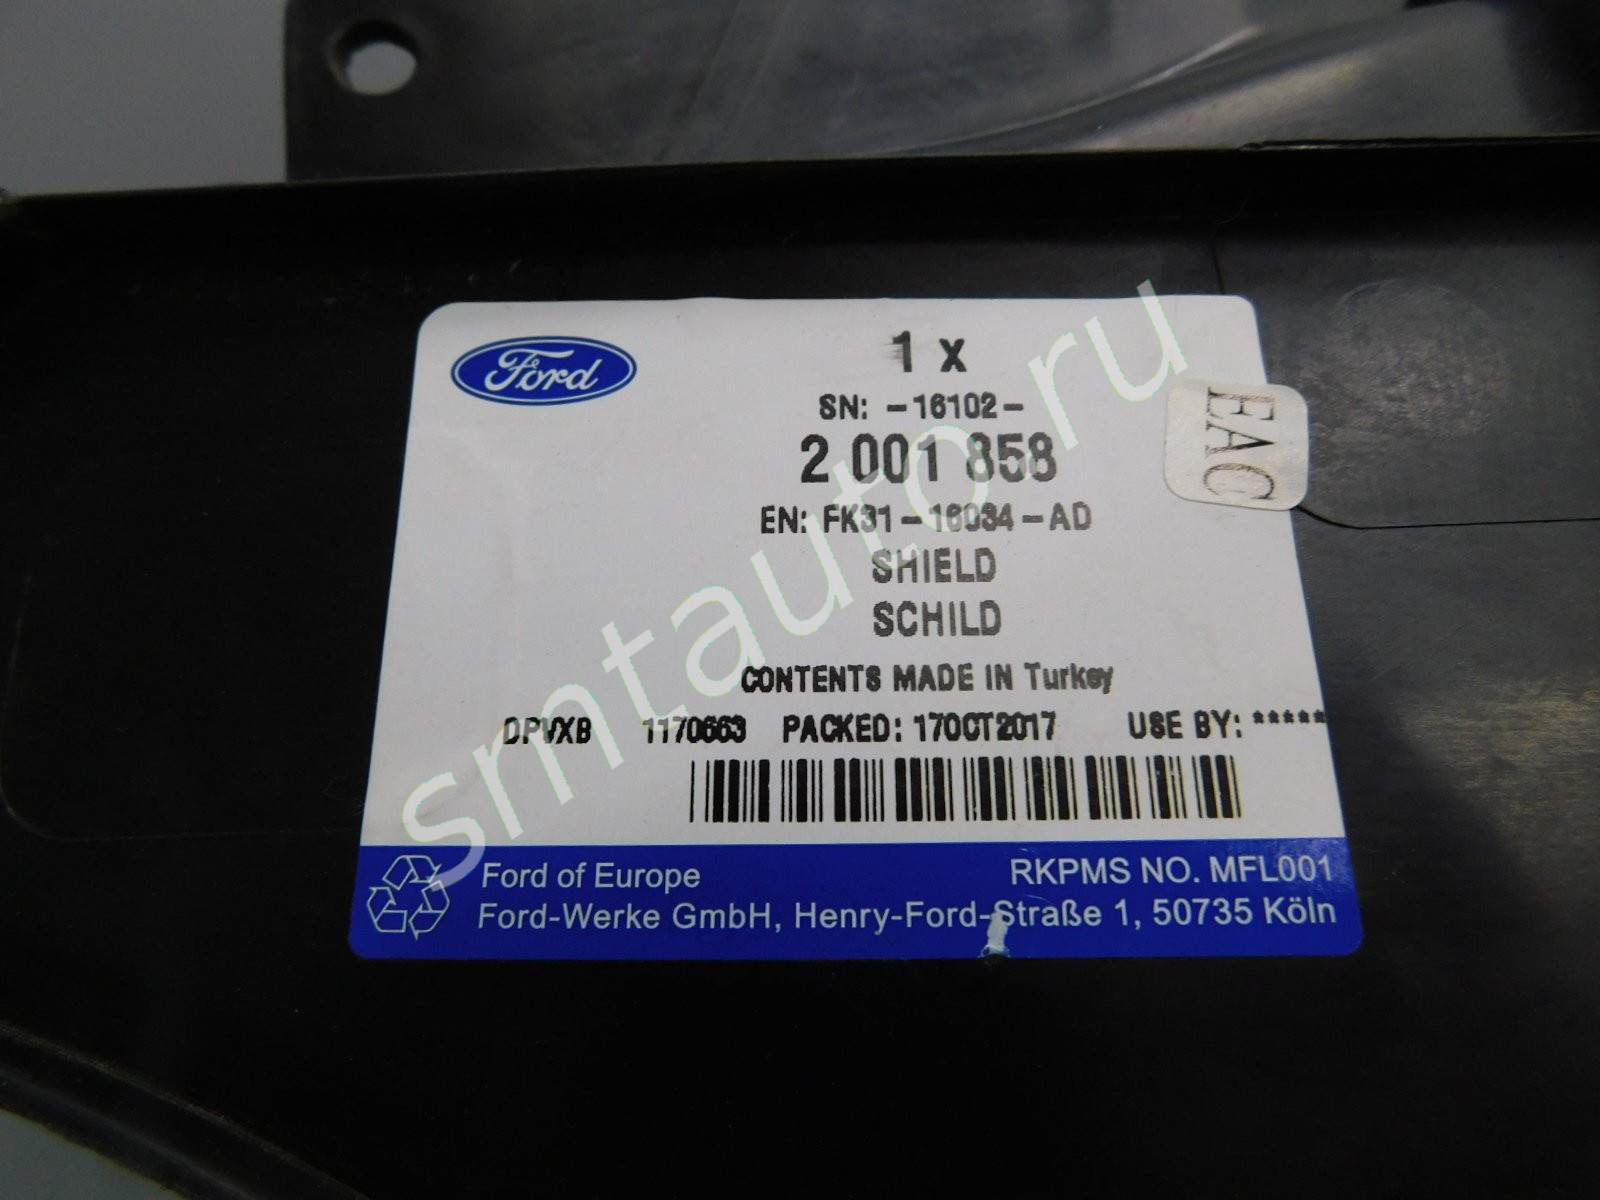 Ford
1 x
SN: -16102-
2 001 858
EN: FK31-16034-AD
SHIELD
SCHILD
CONTENTS MADE IN Turkey
DPVXB 1170663 PACKED: 17OCT2017 USE BY: *****
Ford of Europe RKPMS NO. MFL001
Ford-Werke GmbH, Henry-Ford-Straße 1, 50735 Köln
EAC
smtauto.ru